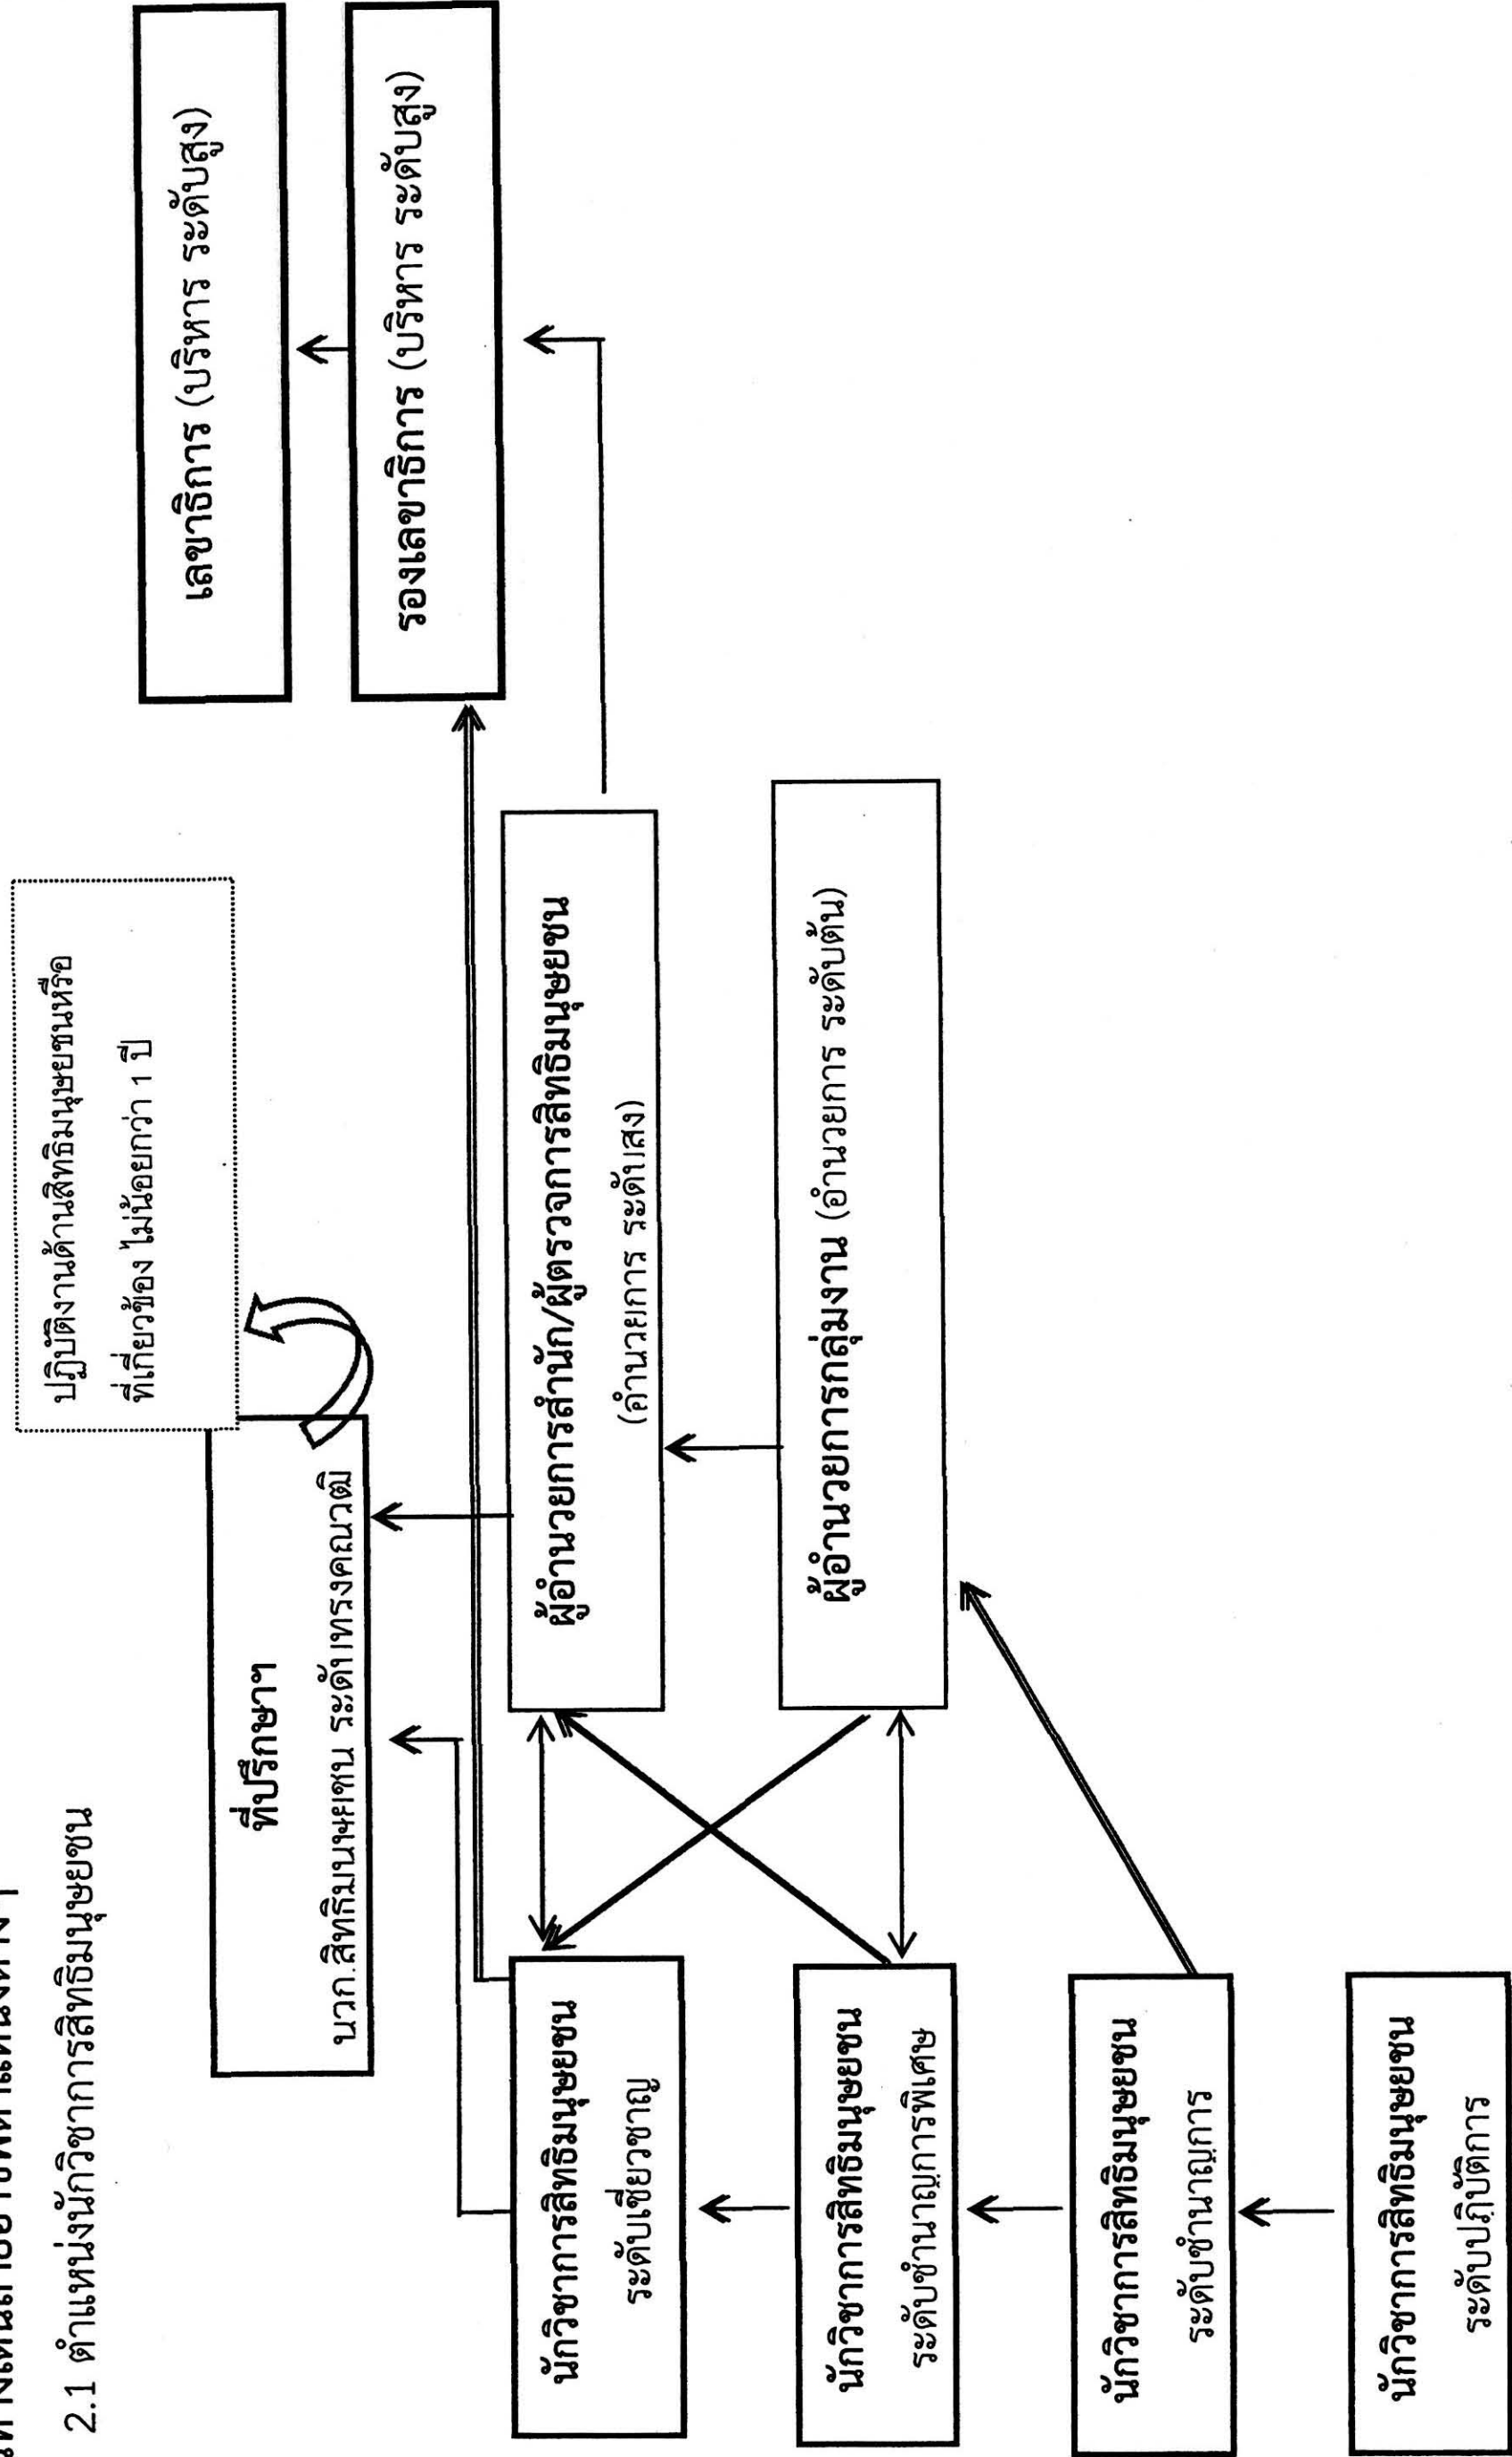 2.1 ตำแหน่งนักวิชาการสิทธิมนุษยชน
ปฏิบัติงานด้านสิทธิมนุษยชนหรือ
ที่เกี่ยวข้อง ไม่น้อยกว่า 1 ปี
เลขาธิการ (บริหาร ระดับสูง)
ที่ปรึกษาฯ
นวก.สิทธิมนุษยชน ระดับทรงคุณวุฒิ
รองเลขาธิการ (บริหาร ระดับสูง)
นักวิชาการสิทธิมนุษยชน
ระดับเชี่ยวชาญ
ผู้อำนวยการสำนัก/ผู้ตรวจการสิทธิมนุษยชน
(อำนวยการ ระดับสูง)
นักวิชาการสิทธิมนุษยชน
ระดับชำนาญการพิเศษ
ผู้อำนวยการกลุ่มงาน (อำนวยการ ระดับต้น)
นักวิชาการสิทธิมนุษยชน
ระดับชำนาญการ
นักวิชาการสิทธิมนุษยชน
ระดับปฏิบัติการ